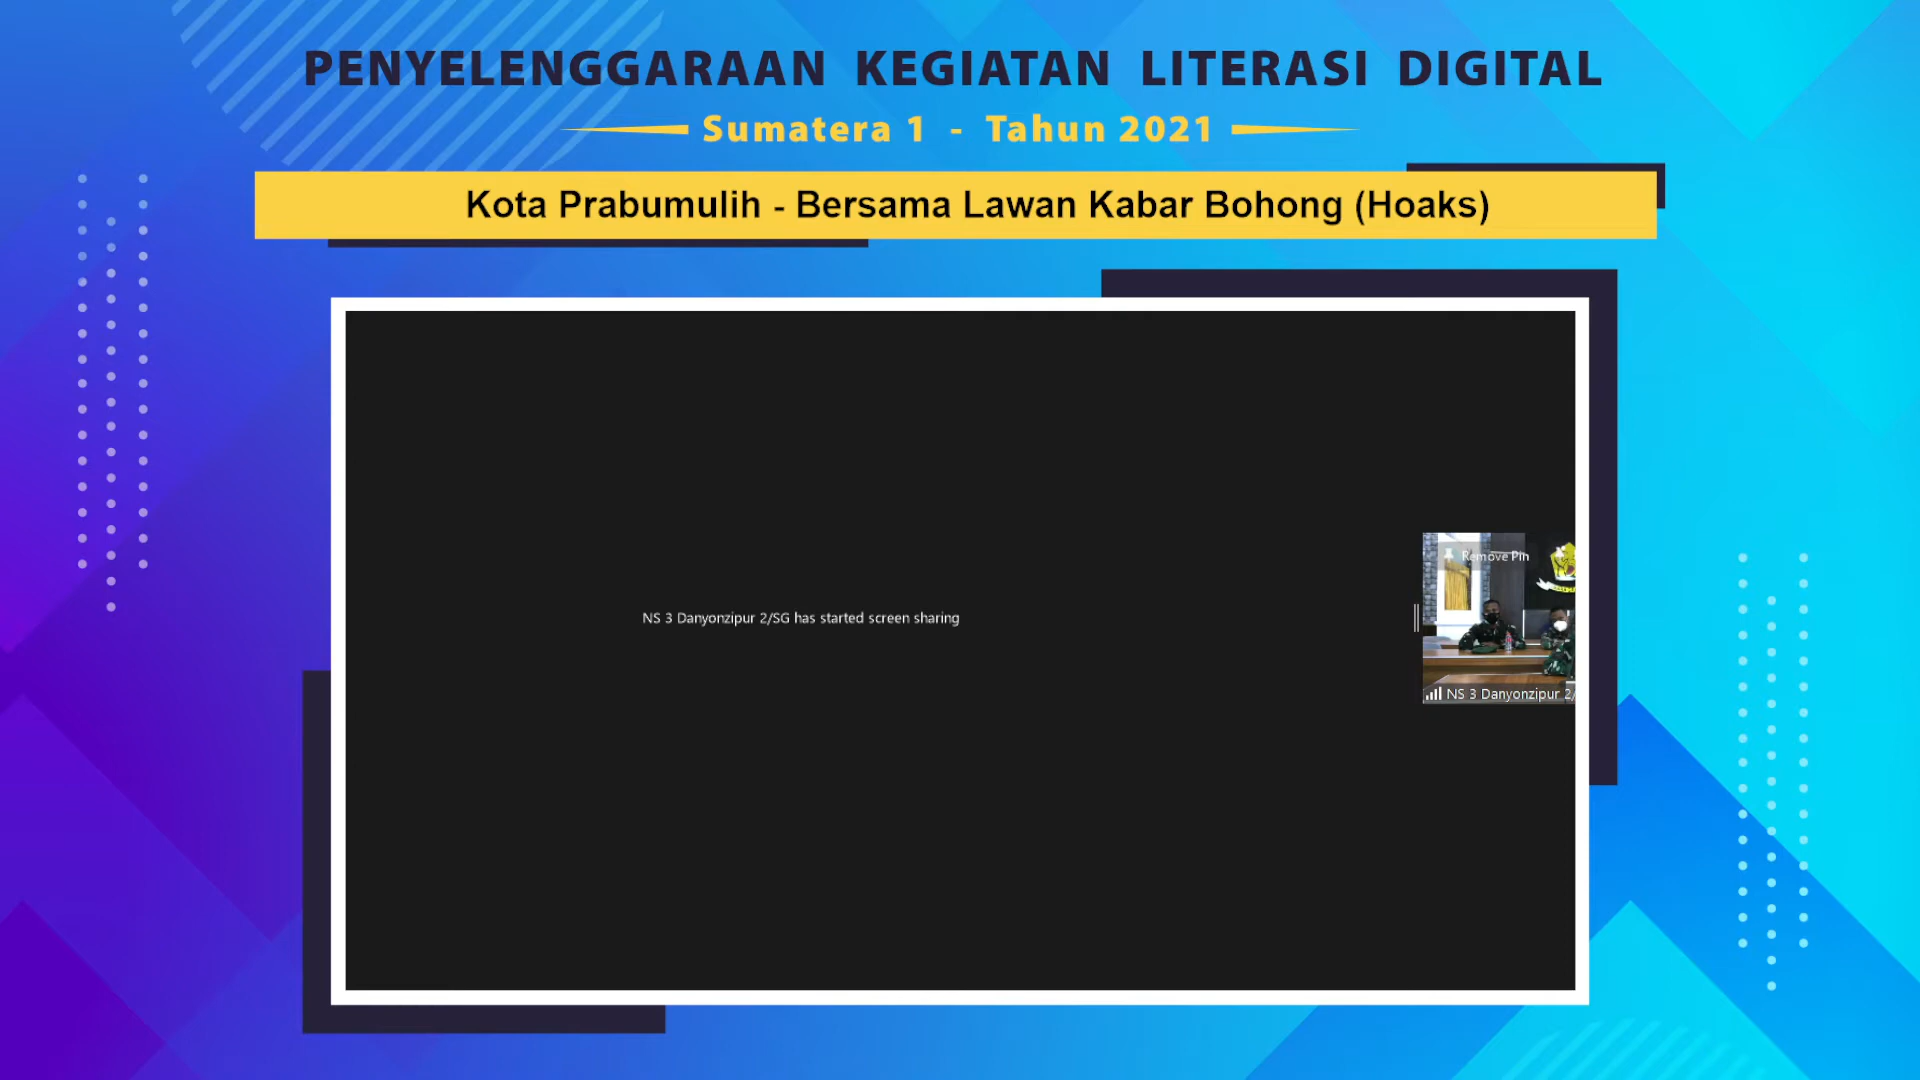 PENYELENGGARAAN KEGIATAN LITERASI DIGITAL
Sumatera 1 - Tahun 2021
Kota Prabumulih - Bersama Lawan Kabar Bohong (Hoaks)
Remove Pin
NS 3 Danyonzipur 2/SG has started screen sharing
NS 3 Danyonzipur 2/